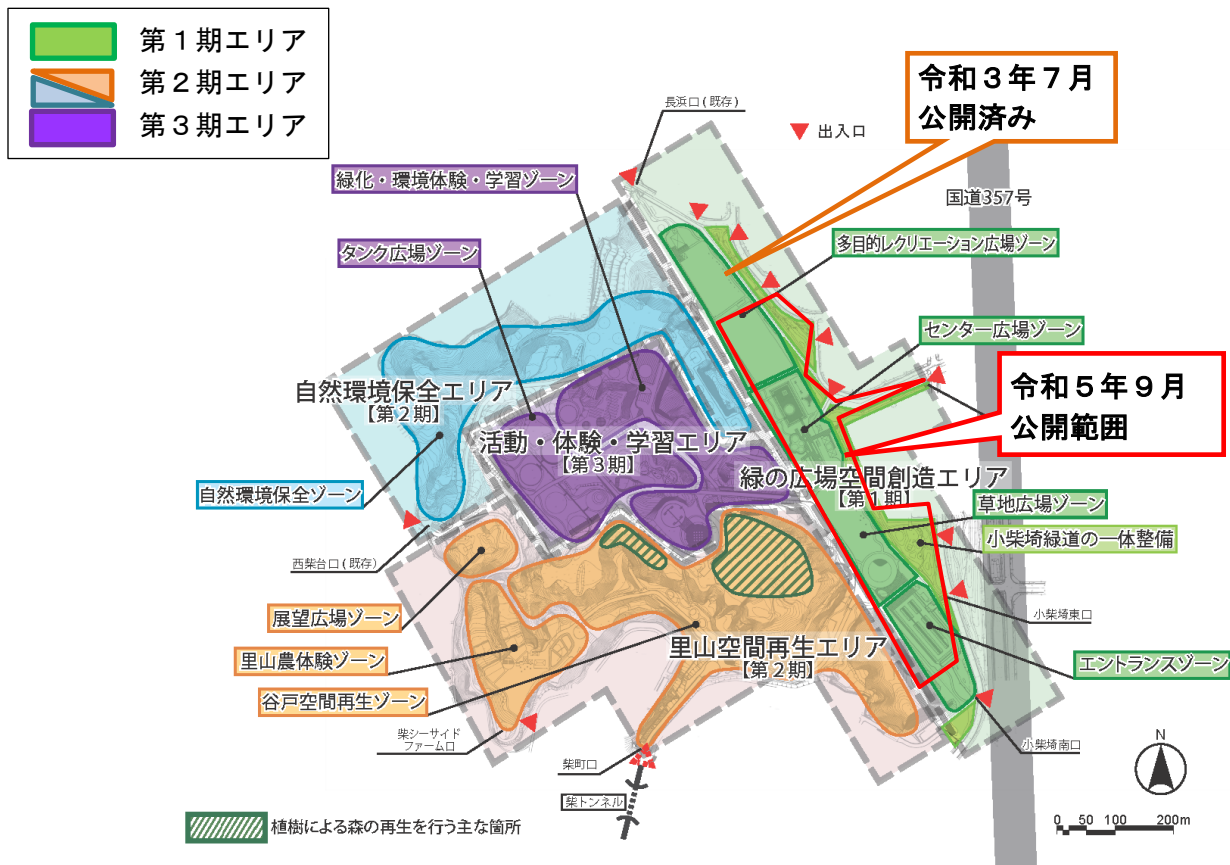 第１期エリア
第２期エリア
第３期エリア
令和３年７月
公開済み
長浜口（既存）
出入口
国道357号
緑化・環境体験・学習ゾーン
多目的レクリエーション広場ゾーン
タンク広場ゾーン
センター広場ゾーン
令和５年９月
公開範囲
自然環境保全エリア
【第２期】
活動・体験・学習エリア
【第３期】
緑の広場空間創造エリア
【第１期】
自然環境保全ゾーン
草地広場ゾーン
小柴埼緑道の一体整備
西柴台口（既存）
展望広場ゾーン
小柴埼東口
里山空間再生エリア
【第２期】
里山農体験ゾーン
エントランスゾーン
谷戸空間再生ゾーン
柴シーサイド
ファーム口
小柴埼南口
柴町口
柴トンネル
N
植樹による森の再生を行う主な箇所
0 50 100 200m